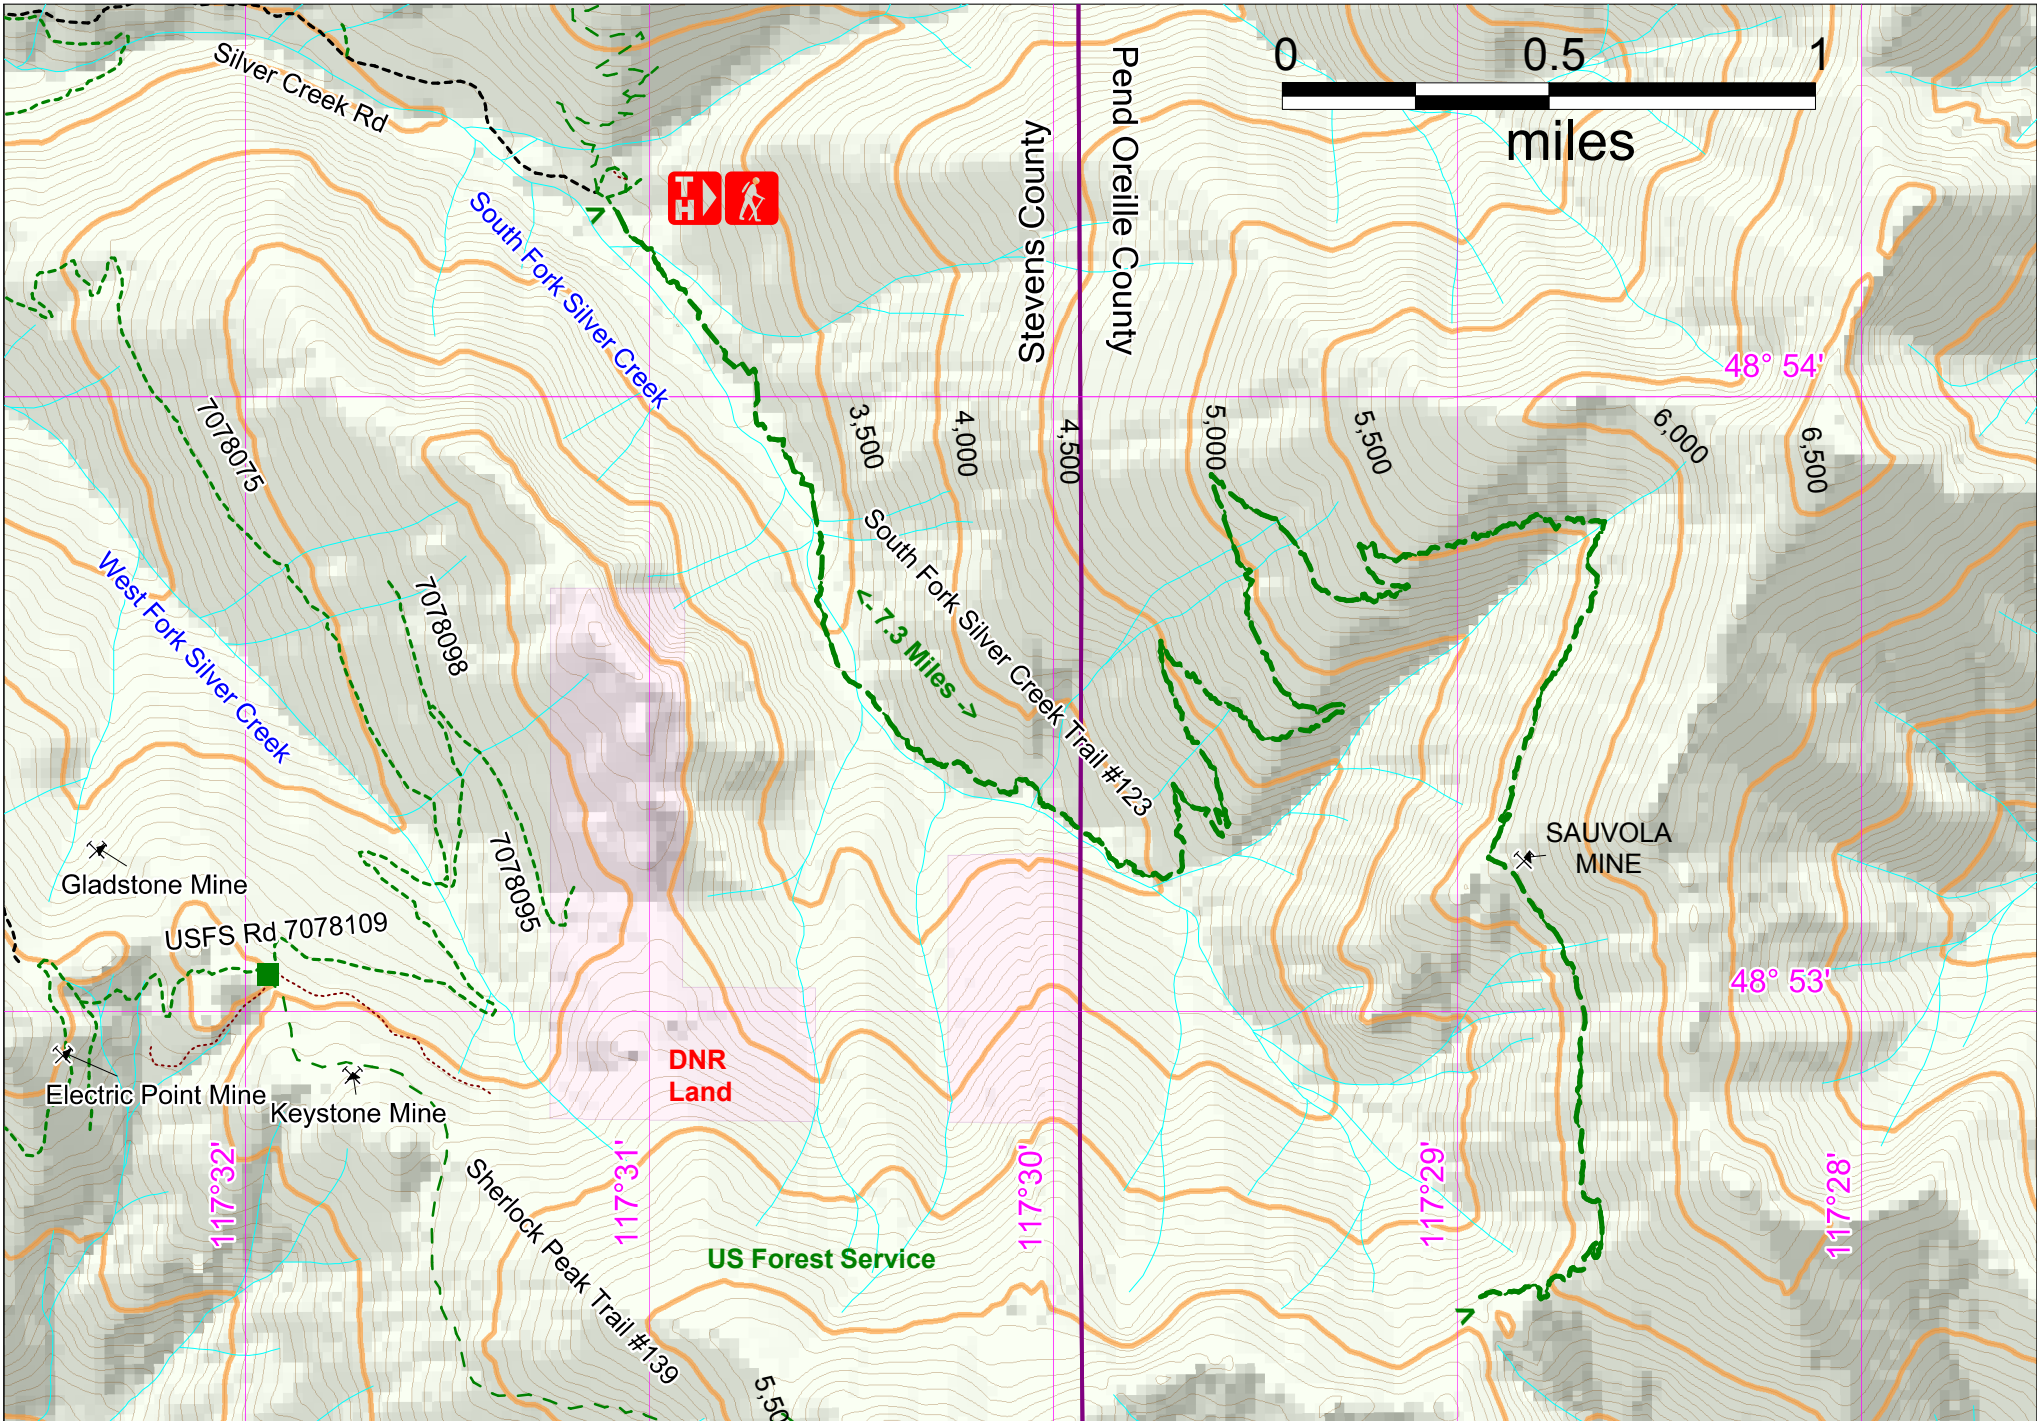 0 0.5 1
miles
Silver Creek Rd
TH
Stevens County
Pend Oreille County
South Fork Silver Creek
48° 54'
3,500
4,000
4,500
5,000
5,500
6,000
6,500
7078075
South Fork Silver Creek Trail #123
<- 7.3 Miles ->
West Fork Silver Creek
7078098
SAUVOLA
MINE
Gladstone Mine
7078095
USFS Rd 7078109
48° 53'
DNR
Land
Electric Point Mine
Keystone Mine
117°32'
117°31'
117°30'
117°29'
117°28'
Sherlock Peak Trail #139
US Forest Service
5,50